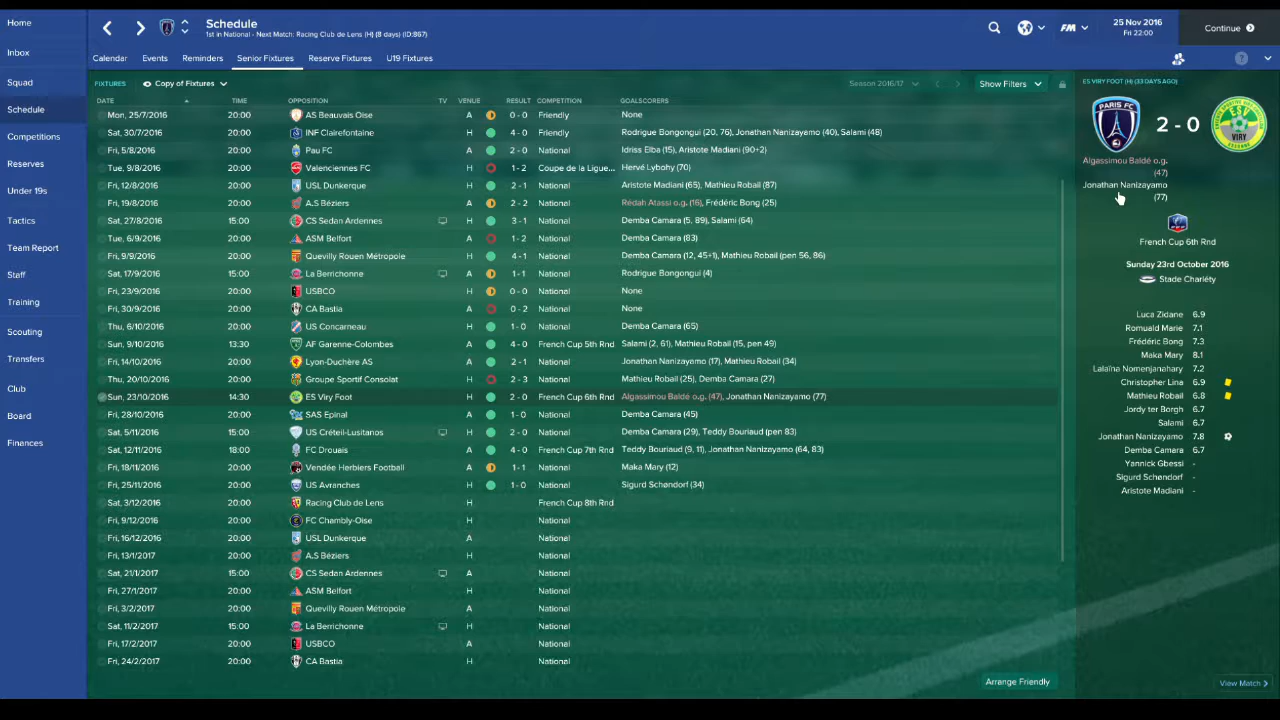 Home
Inbox
Squad
Schedule
Competitions
Reserves
Under 19s
Tactics
Team Report
Staff
Training
Scouting
Transfers
Club
Board
Finances
Schedule
1st in National - Next Match: Racing Club de Lens (H) (8 days) (ID:867)
FM
25 Nov 2016
Fri 22:00
Continue
Calendar Events Reminders Senior Fixtures Reserve Fixtures U19 Fixtures
FIXTURES Copy of Fixtures Season 2016/17 Show Filters
DATE TIME OPPOSITION TV VENUE RESULT COMPETITION GOALSCORERS
Mon, 25/7/2016 20:00 AS Beauvais Oise A 0 - 0 Friendly None
Sat, 30/7/2016 20:00 INF Clairefontaine H 4 - 0 Friendly Rodrigue Bongongui (20, 76), Jonathan Nanizayamo (40), Salami (48)
Fri, 5/8/2016 20:00 Pau FC A 2 - 0 National Idriss Elba (15), Aristote Madiani (90+2)
Tue, 9/8/2016 20:00 Valenciennes FC H 1 - 2 Coupe de la Ligue... Hervé Lybohy (70)
Fri, 12/8/2016 20:00 USL Dunkerque H 2 - 1 National Aristote Madiani (65), Mathieu Robail (87)
Fri, 19/8/2016 20:00 A.S Béziers A 2 - 2 National Rédah Atassi o.g. (16), Frédéric Bong (25)
Sat, 27/8/2016 15:00 CS Sedan Ardennes H 3 - 1 National Demba Camara (5, 89), Salami (64)
Tue, 6/9/2016 20:00 ASM Belfort A 1 - 2 National Demba Camara (83)
Fri, 9/9/2016 20:00 Quevilly Rouen Métropole H 4 - 1 National Demba Camara (12, 45+1), Mathieu Robail (pen 56, 86)
Sat, 17/9/2016 15:00 La Berrichonne A 1 - 1 National Rodrigue Bongongui (4)
Fri, 23/9/2016 20:00 USBCO H 0 - 0 National None
Fri, 30/9/2016 20:00 CA Bastia A 0 - 2 National None
Thu, 6/10/2016 20:00 US Concarneau H 1 - 0 National Demba Camara (65)
Sun, 9/10/2016 13:30 AF Garenne-Colombes A 4 - 0 French Cup 5th Rnd Salami (2, 61), Mathieu Robail (15, pen 49)
Fri, 14/10/2016 20:00 Lyon-Duchère AS A 2 - 1 National Jonathan Nanizayamo (17), Mathieu Robail (34)
Thu, 20/10/2016 20:00 Groupe Sportif Consolat H 2 - 3 National Mathieu Robail (25), Demba Camara (27)
Sun, 23/10/2016 14:30 ES Viry Foot H 2 - 0 French Cup 6th Rnd Algassimou Baldé o.g. (47), Jonathan Nanizayamo (77)
Fri, 28/10/2016 20:00 SAS Epinal A 1 - 0 National Demba Camara (45)
Sat, 5/11/2016 15:00 US Créteil-Lusitanos H 2 - 0 National Demba Camara (29), Teddy Bouriaud (pen 83)
Sat, 12/11/2016 18:00 FC Drouais A 4 - 0 French Cup 7th Rnd Teddy Bouriaud (9, 11), Jonathan Nanizayamo (64, 83)
Fri, 18/11/2016 20:00 Vendée Herbiers Football A 1 - 1 National Maka Mary (12)
Fri, 25/11/2016 20:00 US Avranches H 1 - 0 National Sigurd Schøndorf (34)
Sat, 3/12/2016 20:00 Racing Club de Lens H French Cup 8th Rnd
Fri, 9/12/2016 20:00 FC Chambly-Oise H National
Fri, 16/12/2016 20:00 USL Dunkerque A National
Fri, 13/1/2017 20:00 A.S Béziers H National
Sat, 21/1/2017 15:00 CS Sedan Ardennes A National
Fri, 27/1/2017 20:00 ASM Belfort H National
Fri, 3/2/2017 20:00 Quevilly Rouen Métropole A National
Sat, 11/2/2017 15:00 La Berrichonne H National
Fri, 17/2/2017 20:00 USBCO A National
Fri, 24/2/2017 20:00 CA Bastia H National
Arrange Friendly
ES VIRY FOOT (H) (33 DAYS AGO)
PARIS FC
2 - 0
VIRY
Algassimou Baldé o.g.
(47)
Jonathan Nanizayamo
(77)
French Cup 6th Rnd
Sunday 23rd October 2016
Stade Charléty
Luca Zidane 6.9
Romuald Marie 7.1
Frédéric Bong 7.3
Maka Mary 8.1
Lalaïna Nomenjanahary 7.2
Christopher Lina 6.9
Mathieu Robail 6.8
Jordy ter Borgh 6.7
Salami 6.7
Jonathan Nanizayamo 7.8
Demba Camara 6.7
Yannick Gbessi -
Sigurd Schøndorf -
Aristote Madiani -
View Match